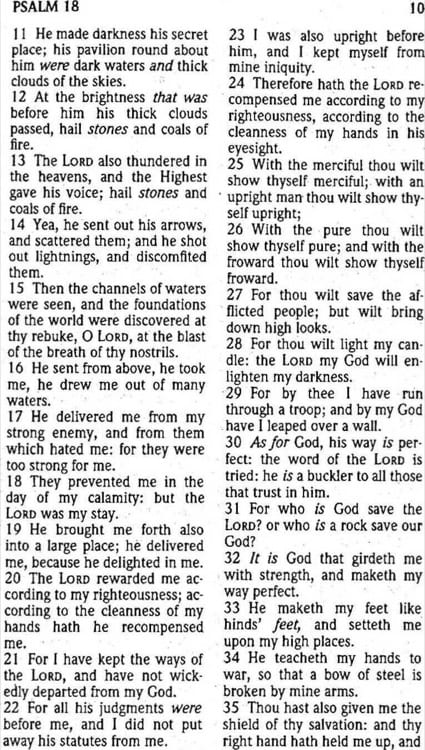 PSALM 18
10
11 He made darkness his secret
place; his pavilion round about
him were dark waters and thick
clouds of the skies.
12 At the brightness that was
before him his thick clouds
passed, hail stones and coals of
fire.
13 The LORD also thundered in
the heavens, and the Highest
gave his voice; hail stones and
coals of fire.
14 Yea, he sent out his arrows,
and scattered them; and he shot
out lightnings, and discomfited
them.
15 Then the channels of waters
were seen, and the foundations
of the world were discovered at
thy rebuke, O LORD, at the blast
of the breath of thy nostrils.
16 He sent from above, he took
me, he drew me out of many
waters.
17 He delivered me from my
strong enemy, and from them
which hated me: for they were
too strong for me.
18 They prevented me in the
day of my calamity: but the
LORD was my stay.
19 He brought me forth also
into a large place; he delivered
me, because he delighted in me.
20 The LORD rewarded me ac-
cording to my righteousness; ac-
cording to the cleanness of my
hands hath he recompensed
me.
21 For I have kept the ways of
the LORD, and have not wick-
edly departed from my God.
22 For all his judgments were
before me, and I did not put
away his statutes from me.
23 I was also upright before
him, and I kept myself from
mine iniquity.
24 Therefore hath the LORD re-
compensed me according to my
righteousness, according to the
cleanness of my hands in his
eyesight.
25 With the merciful thou wilt
show thyself merciful; with an
upright man thou wilt show thy-
self upright;
26 With the pure thou wilt
show thyself pure; and with the
froward thou wilt show thyself
froward.
27 For thou wilt save the af-
flicted people; but wilt bring
down high looks.
28 For thou wilt light my can-
dle: the LORD my God will en-
lighten my darkness.
29 For by thee I have run
through a troop; and by my God
have I leaped over a wall.
30 As for God, his way is per-
fect: the word of the LORD is
tried: he is a buckler to all those
that trust in him.
31 For who is God save the
LORD? or who is a rock save our
God?
32 It is God that girdeth me
with strength, and maketh my
way perfect.
33 He maketh my feet like
hinds' feet, and setteth me
upon my high places.
34 He teacheth my hands to
war, so that a bow of steel is
broken by mine arms.
35 Thou hast also given me the
shield of thy salvation: and thy
right hand hath held me up, and